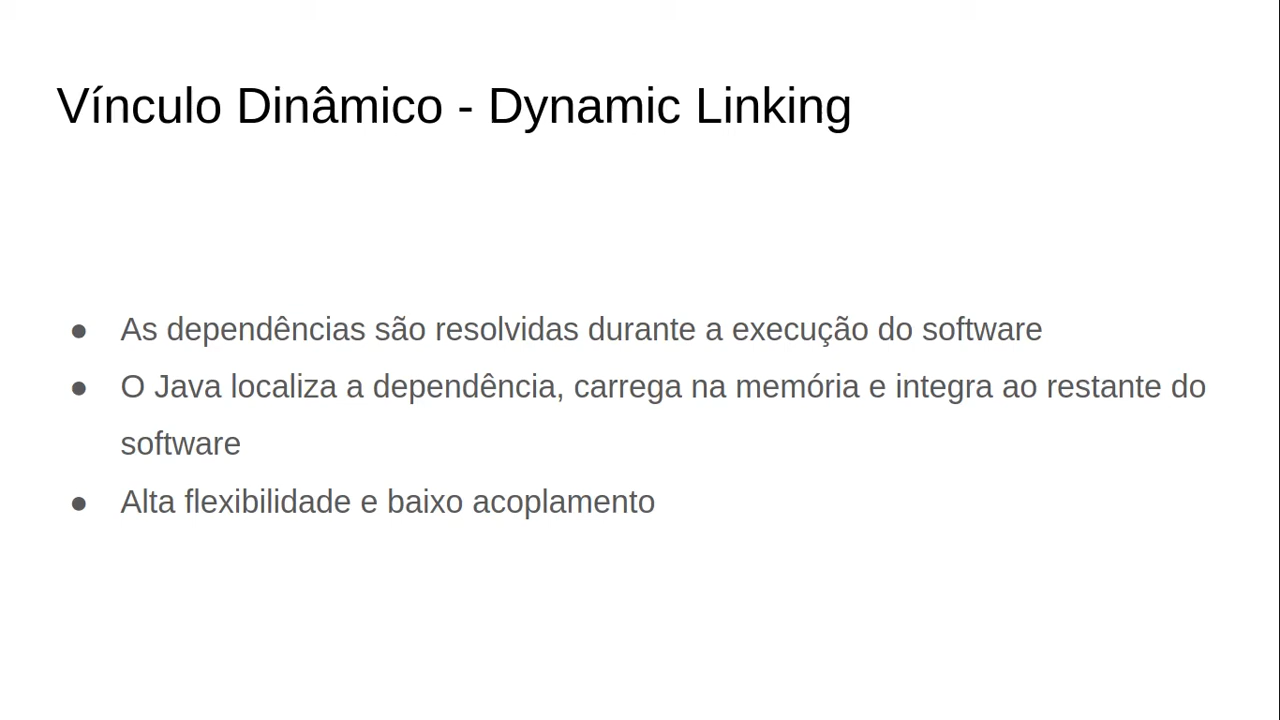 Vínculo Dinâmico - Dynamic Linking
● As dependências são resolvidas durante a execução do software
● O Java localiza a dependência, carrega na memória e integra ao restante do
software
● Alta flexibilidade e baixo acoplamento